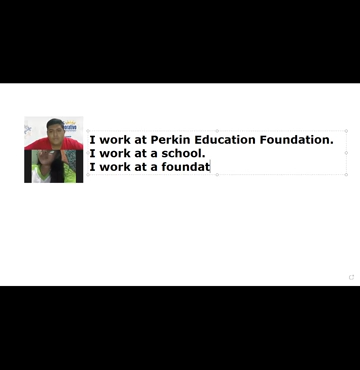 I work at Perkin Education Foundation.
I work at a school.
I work at a foundat